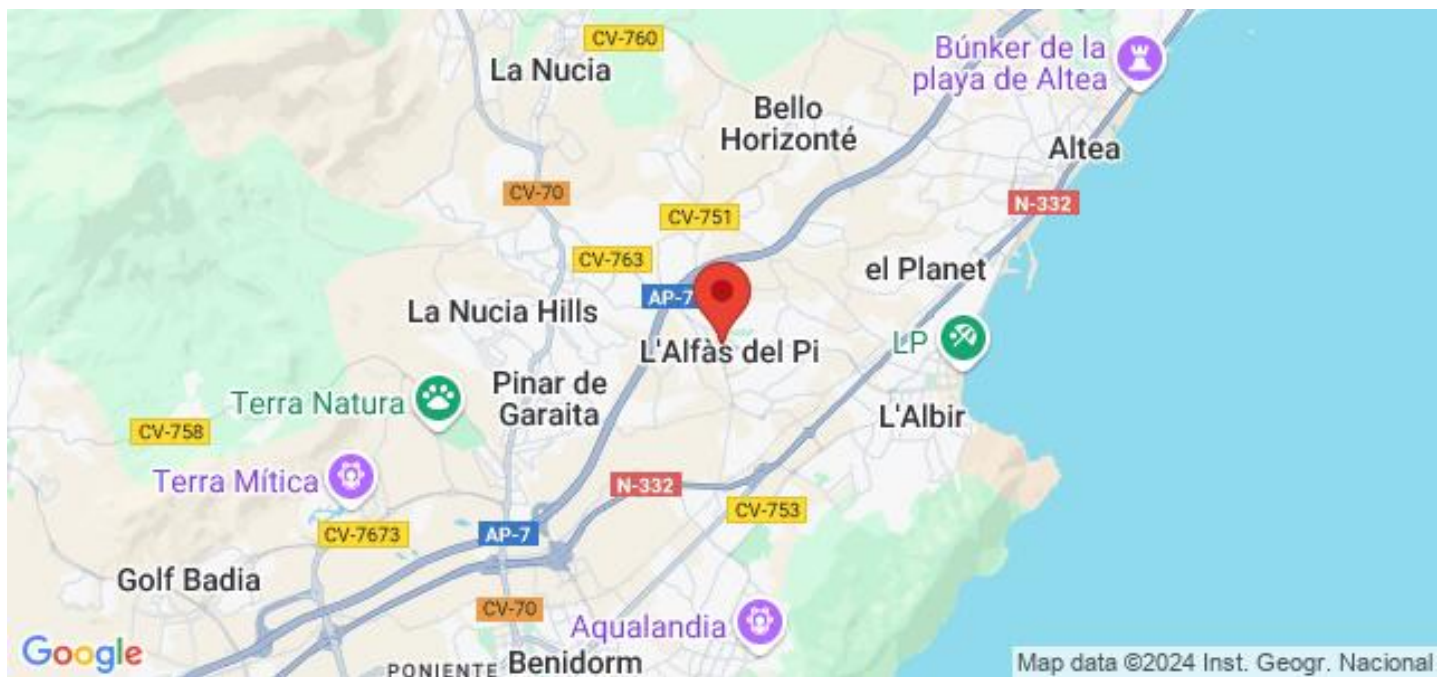 CV-760
La Nucia
Búnker de la
playa de Altea
Bello
Horizonté
Altea
CV-70
CV-751
N-332
CV-763
el Planet
AP-7
La Nucia Hills
L'Alfàs del Pi
LP
Pinar de
Garaita
Terra Natura
L'Albir
CV-758
Terra Mítica
N-332
CV-753
CV-7673
AP-7
Golf Badia
CV-70
Aqualandia
Google
PONIENTE
Benidorm
Map data ©2024 Inst. Geogr. Nacional